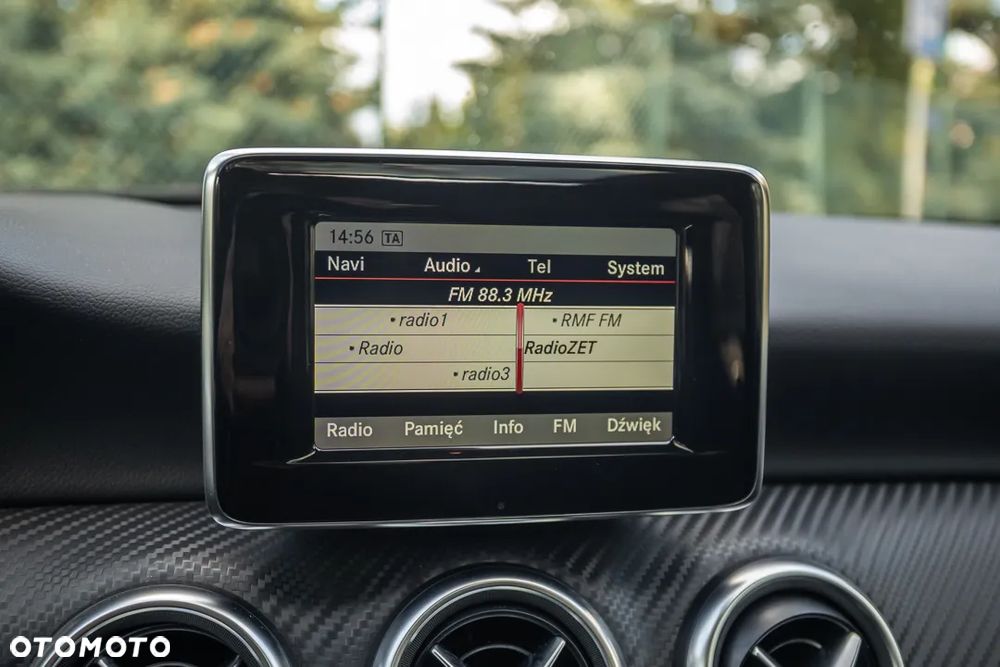 14:56 TA
Navi Audio Tel System
FM 88.3 MHz
• radio1 • RMF FM
• Radio RadioZET
• radio3
Radio Pamięć Info FM Dźwięk
OTOMOTO